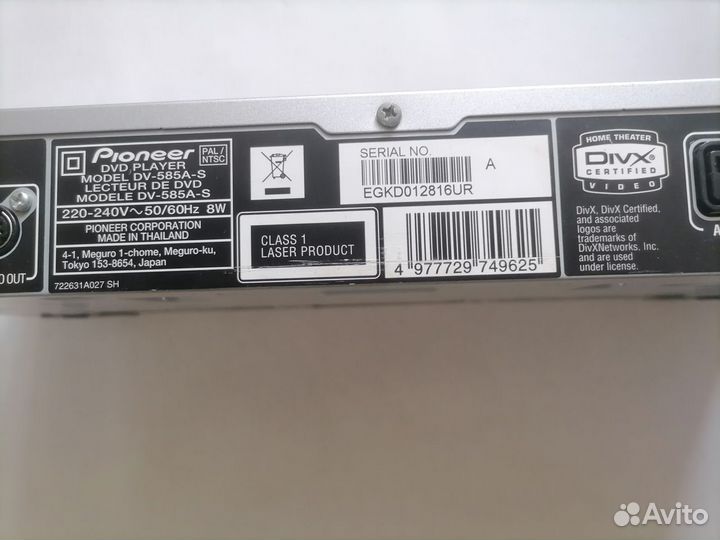 Pioneer
PAL/
NTSC
DVD PLAYER
MODEL DV-585A-S
LECTEUR DE DVD
MODELE DV-585A-S
220-240V~50/60Hz 8W
PIONEER CORPORATION
MADE IN THAILAND
4-1, Meguro 1-chome, Meguro-ku,
Tokyo 153-8654, Japan
722631A027 SH
O OUT
CLASS 1
LASER PRODUCT
SERIAL NO.
A
EGKD012816UR
4 977729 749625
HOME THEATER
DIVX
CERTIFIED
VIDEO
DivX, DivX Certified,
and associated
logos are
trademarks of
DivXNetworks, Inc.
and are used
under license.
A
Avito